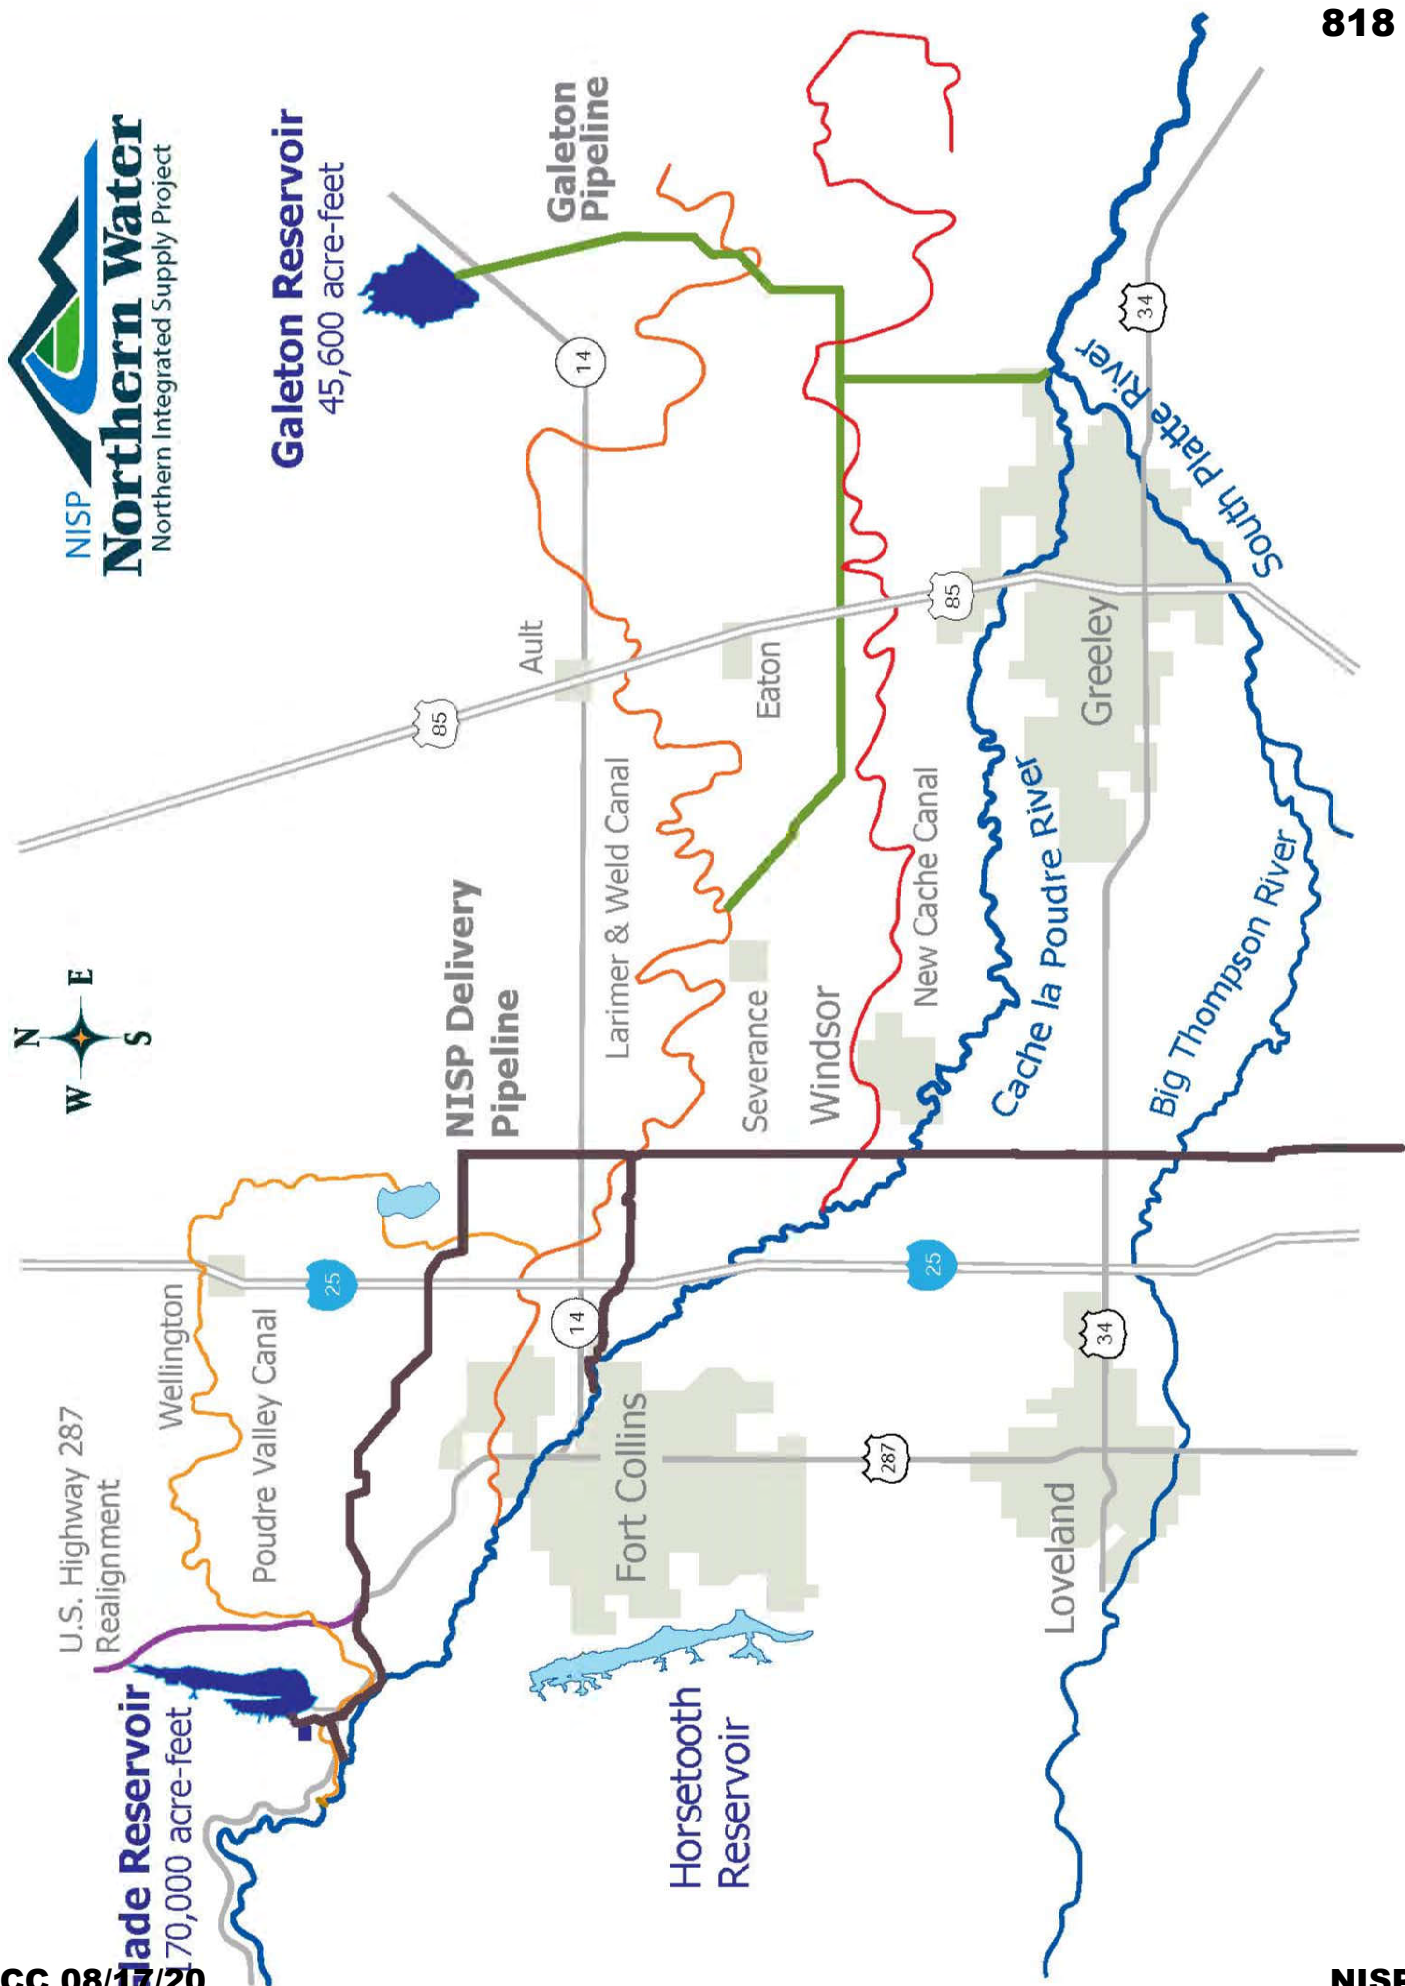 818
NISP
Northern Water
Northern Integrated Supply Project
Galeton Reservoir
45,600 acre-feet
Galeton
Pipeline
14
N
W E
S
NISP Delivery
Pipeline
85
Ault
Larimer & Weld Canal
Eaton
Severance
Windsor
New Cache Canal
85
Greeley
Cache la Poudre River
South Platte River
34
Big Thompson River
U.S. Highway 287
Realignment
Wellington
Poudre Valley Canal
25
14
25
Fort Collins
287
34
Loveland
lade Reservoir
170,000 acre-feet
Horsetooth
Reservoir
CC 08/17/20
NISP